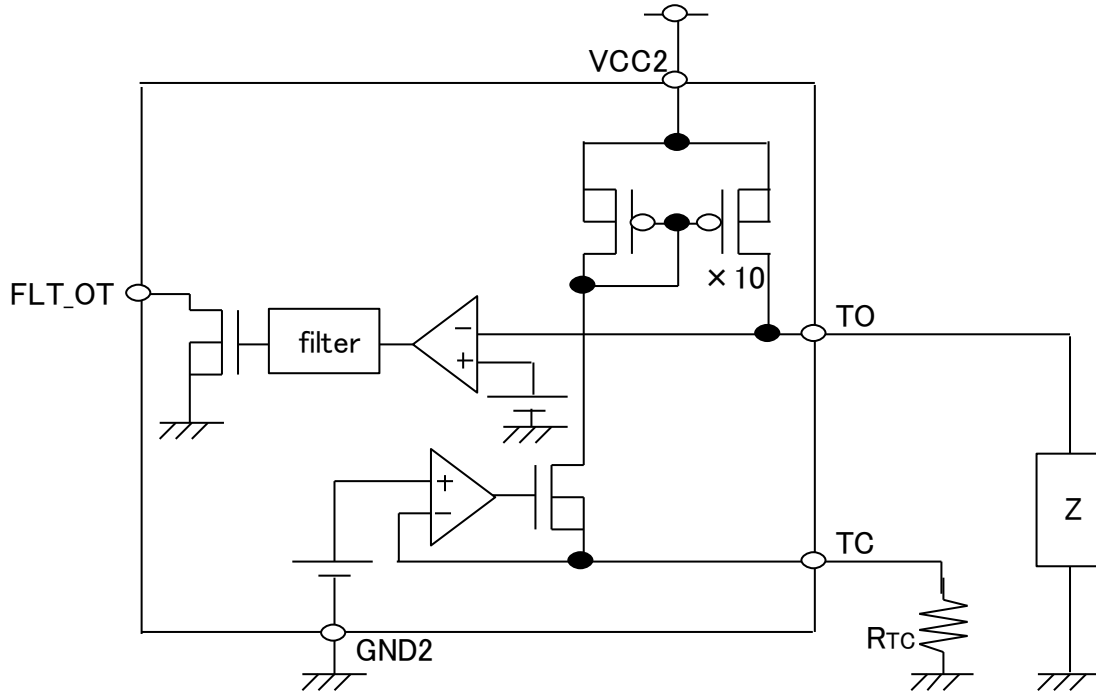 VCC2
×10
FLT_OT
TO
filter
−
+
+
−
Z
TC
RTC
GND2